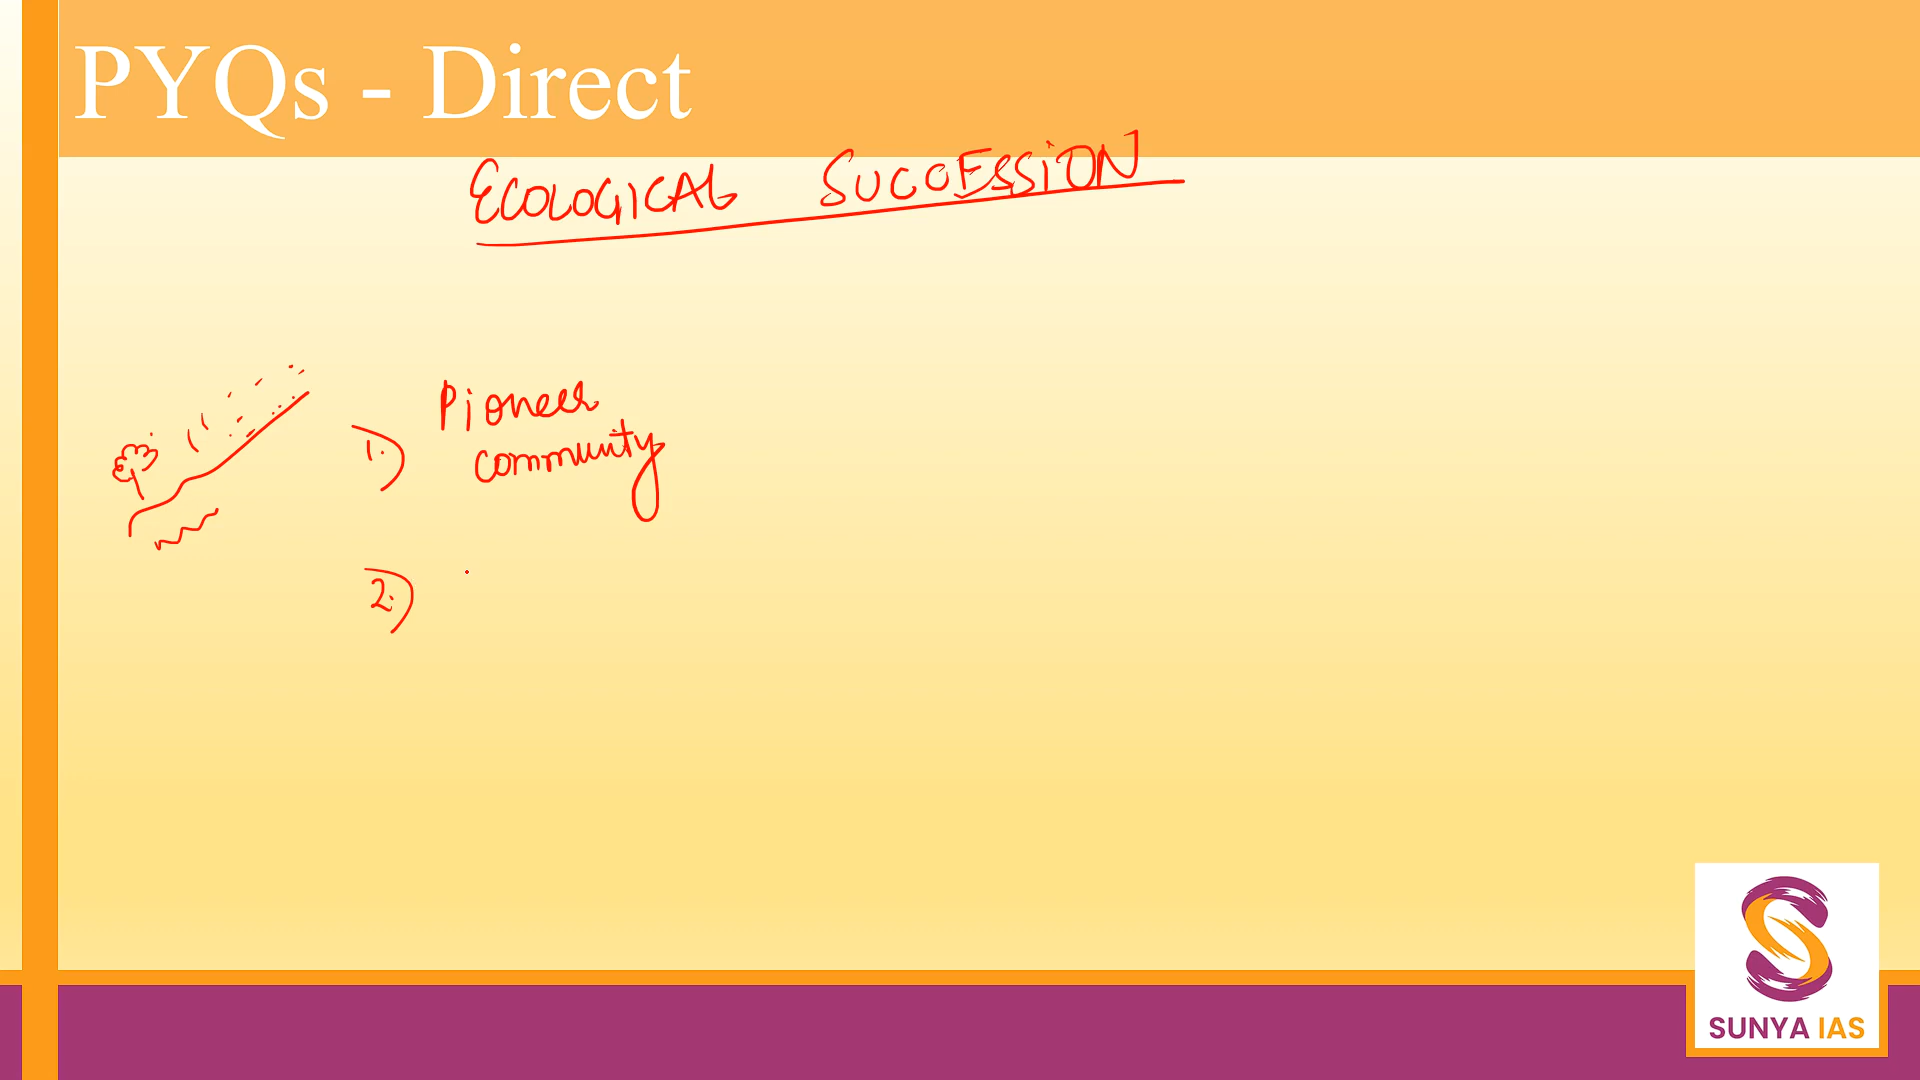 PYQs - Direct
ECOLOGICAL SUCCESSION
1.) Pioneer
community
2.)
SUNYA IAS